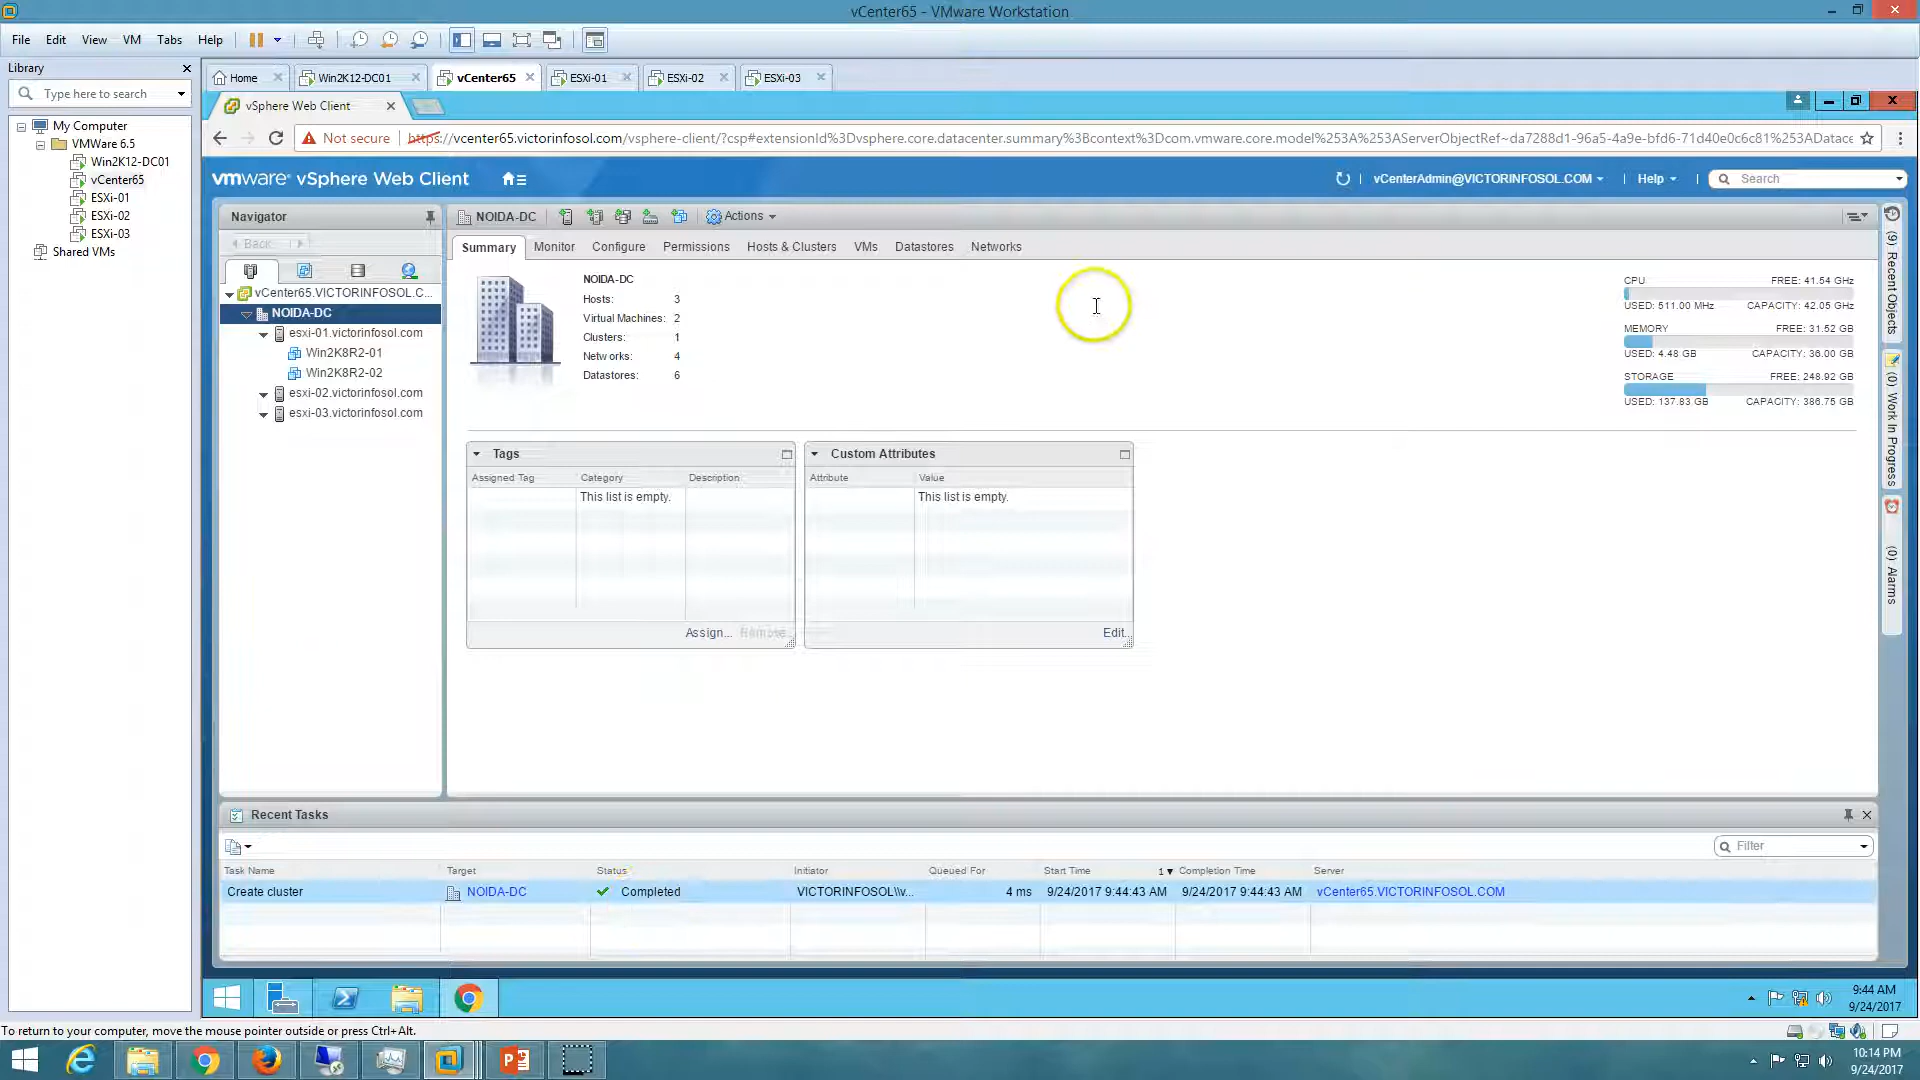 vCenter65 - VMware Workstation
File Edit View VM Tabs Help
Library
Type here to search
My Computer
VMWare 6.5
Win2K12-DC01
vCenter65
ESXi-01
ESXi-02
ESXi-03
Shared VMs
Home Win2K12-DC01 vCenter65 ESXi-01 ESXi-02 ESXi-03
vSphere Web Client
Not secure https://vcenter65.victorinfosol.com/vsphere-client/?csp#extensionId%3Dvsphere.core.datacenter.summary%3Bcontext%3Dcom.vmware.core.model%253A%253AServerObjectRef~da7288d1-96a5-4a9e-bfd6-71d40e0c6c81%253ADatace
vmware® vSphere Web Client
vCenterAdmin@VICTORINFOSOL.COM Help Search
Navigator
Back
vCenter65.VICTORINFOSOL.C...
NOIDA-DC
esxi-01.victorinfosol.com
Win2K8R2-01
Win2K8R2-02
esxi-02.victorinfosol.com
esxi-03.victorinfosol.com
NOIDA-DC Actions
Summary Monitor Configure Permissions Hosts & Clusters VMs Datastores Networks
NOIDA-DC
Hosts: 3
Virtual Machines: 2
Clusters: 1
Networks: 4
Datastores: 6
CPU FREE: 41.54 GHz
USED: 511.00 MHz CAPACITY: 42.05 GHz
MEMORY FREE: 31.52 GB
USED: 4.48 GB CAPACITY: 36.00 GB
STORAGE FREE: 248.92 GB
USED: 137.83 GB CAPACITY: 386.75 GB
Tags
Assigned Tag Category Description
This list is empty.
Assign... Remove...
Custom Attributes
Attribute Value
This list is empty.
Edit...
(9) Recent Objects
(0) Work In Progress
(0) Alarms
Recent Tasks
Filter
Task Name Target Status Initiator Queued For Start Time 1 Completion Time Server
Create cluster NOIDA-DC Completed VICTORINFOSOL\\v... 4 ms 9/24/2017 9:44:43 AM 9/24/2017 9:44:43 AM vCenter65.VICTORINFOSOL.COM
9:44 AM
9/24/2017
To return to your computer, move the mouse pointer outside or press Ctrl+Alt.
10:14 PM
9/24/2017